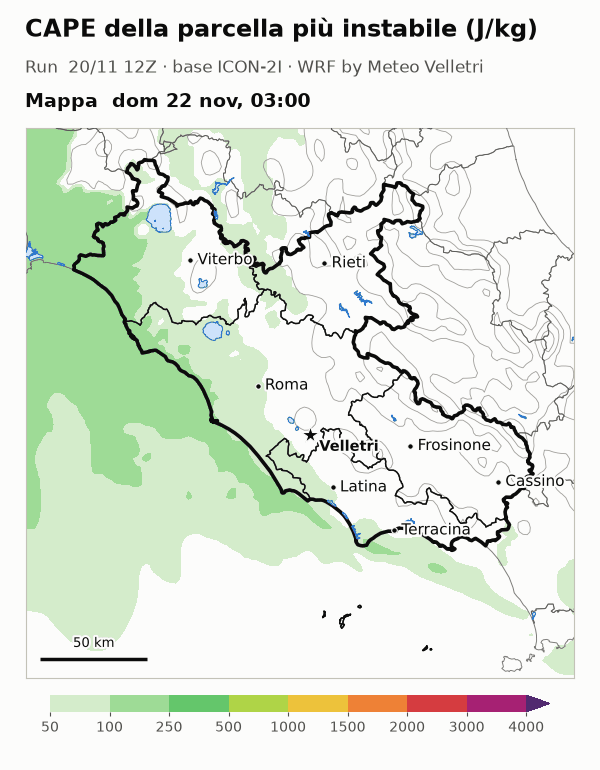 CAPE della parcella più instabile (J/kg)
Run 20/11 12Z · base ICON-2I · WRF by Meteo Velletri
Mappa dom 22 nov, 03:00
Viterbo
Rieti
Roma
Velletri
Frosinone
Cassino
Latina
Terracina
50 km
50 100 250 500 1000 1500 2000 3000 4000